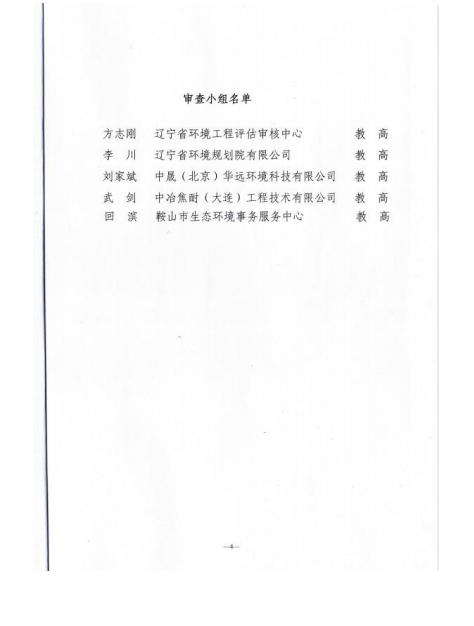 审查小组名单
方志刚 辽宁省环境工程评估审核中心 教 高
李 川 辽宁省环境规划院有限公司 教 高
刘家斌 中晟（北京）华远环境科技有限公司 教 高
武 剑 中冶焦耐（大连）工程技术有限公司 教 高
回 滨 鞍山市生态环境事务服务中心 教 高
—4—